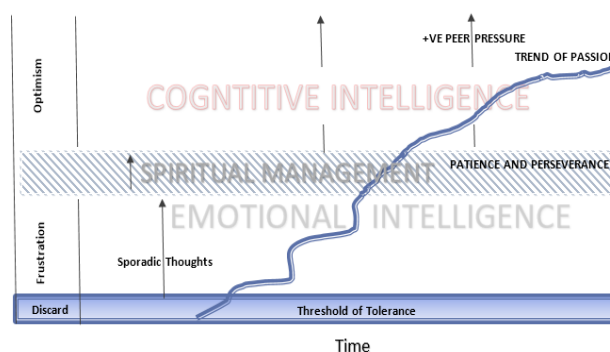 +VE PEER PRESSURE
TREND OF PASSION
Optimism
COGNTITIVE INTELLIGENCE
SPIRITUAL MANAGEMENT
PATIENCE AND PERSEVERANCE
EMOTIONAL INTELLIGENCE
Frustration
Sporadic Thoughts
Discard
Threshold of Tolerance
Time